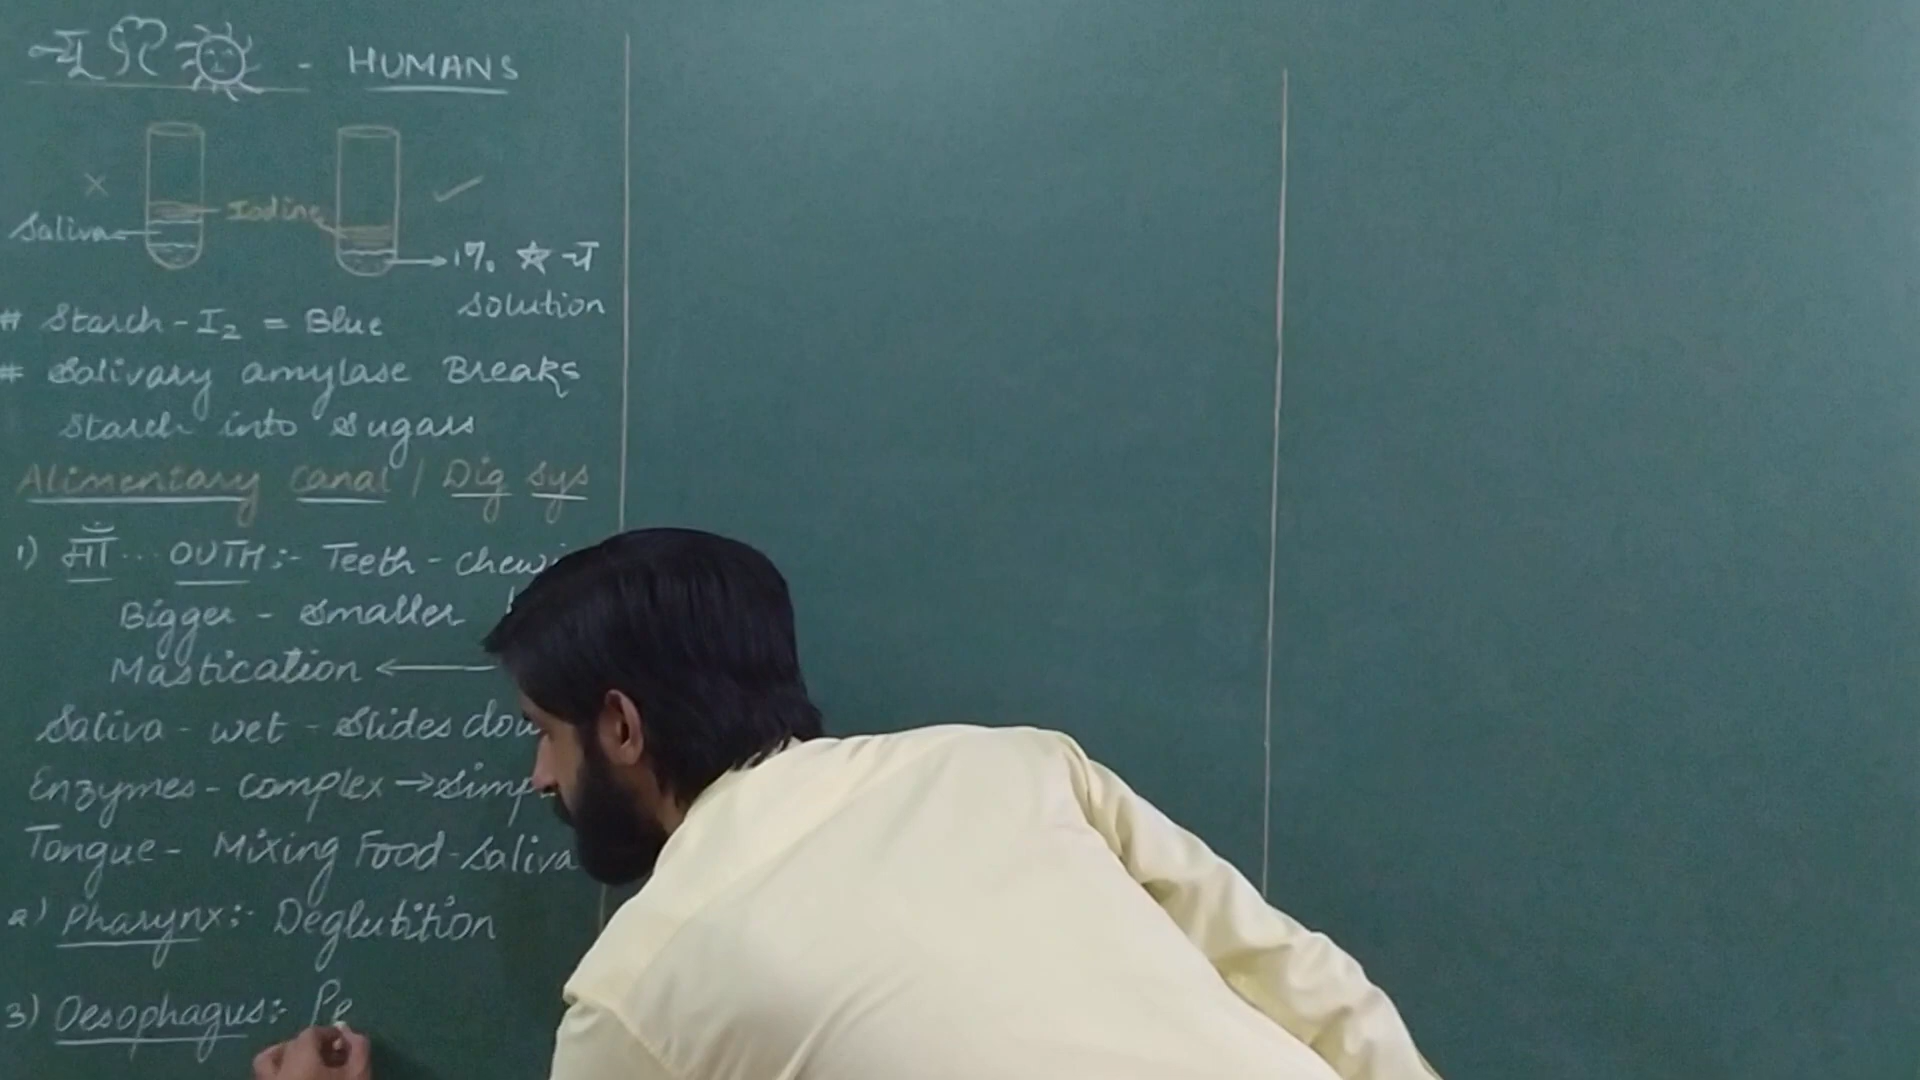 - HUMANS
Iodine
Saliva
1%
solution
# Starch - I2 = Blue
# Salivary amylase Breaks
Starch into Sugars
Alimentary Canal / Dig Sys
1) माँ... OUTH:- Teeth - chewi
Bigger - Smaller
Mastication ←
Saliva - wet - Slides dow
Enzymes - Complex → Simp
Tongue - Mixing Food - Saliva
2) Pharynx:- Deglutition
3) Oesophagus:- Pe